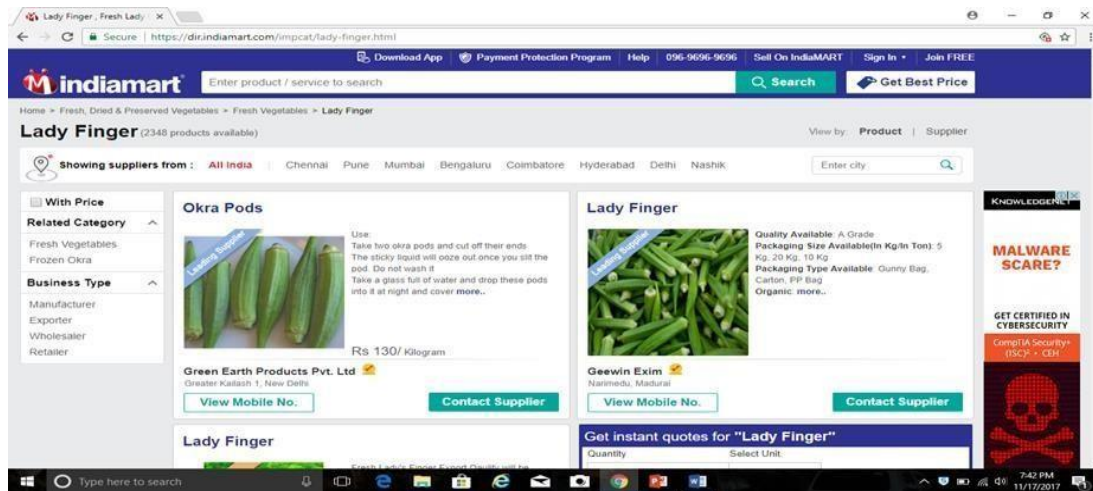 Lady Finger , Fresh Lady
Secure | https://dir.indiamart.com/impcat/lady-finger.html
Download App Payment Protection Program Help 096-9696-9696 Sell On IndiaMART Sign In Join FREE
indiamart Enter product / service to search Search Get Best Price
Home > Fresh, Dried & Preserved Vegetables > Fresh Vegetables > Lady Finger
Lady Finger (2348 products available) View by: Product | Supplier
Showing suppliers from : All India Chennai Pune Mumbai Bengaluru Coimbatore Hyderabad Delhi Nashik Enter city
With Price
Related Category
Fresh Vegetables
Frozen Okra
Business Type
Manufacturer
Exporter
Wholesaler
Retailer
Okra Pods
Leading Supplier
Use:
Take two okra pods and cut off their ends
The sticky liquid will ooze out once you slit the
pod. Do not wash it
Take a glass full of water and drop these pods
into it at night and cover more..
Rs 130/ Kilogram
Green Earth Products Pvt. Ltd
Greater Kailash 1, New Delhi
View Mobile No. Contact Supplier
Lady Finger
Leading Supplier
Quality Available: A Grade
Packaging Size Available(In Kg/In Ton): 5
Kg, 20 Kg, 10 Kg
Packaging Type Available: Gunny Bag,
Carton, PP Bag
Organic: more..
Geewin Exim
Narimedu, Madurai
View Mobile No. Contact Supplier
Lady Finger
Fresh Lady's Finger Export Qaulity will be
Get instant quotes for "Lady Finger"
Quantity Select Unit
KNOWLEDGENET
MALWARE
SCARE?
GET CERTIFIED IN
CYBERSECURITY
CompTIA Security+
(ISC)² • CEH
Type here to search
7:42 PM
11/17/2017